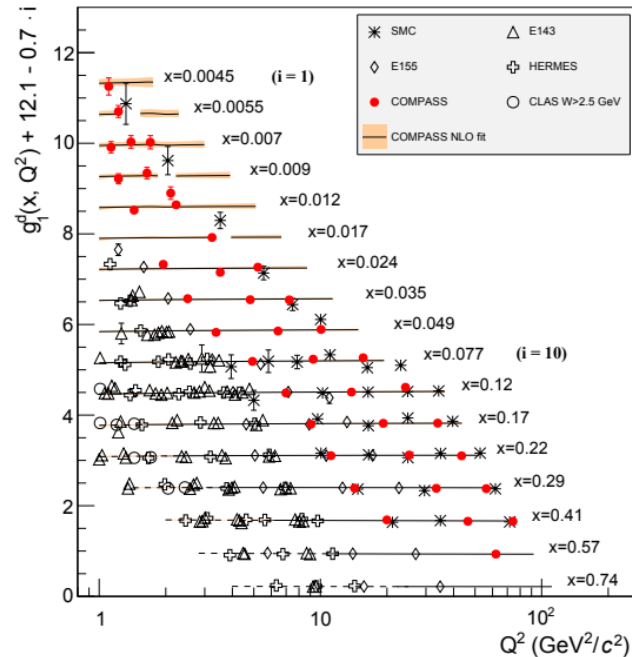 SMC
E143
E155
HERMES
COMPASS
CLAS W>2.5 GeV
COMPASS NLO fit
g₁ᵈ(x, Q²) + 12.1 - 0.7 · i
12
10
8
6
4
2
0
x=0.0045 (i = 1)
x=0.0055
x=0.007
x=0.009
x=0.012
x=0.017
x=0.024
x=0.035
x=0.049
x=0.077 (i = 10)
x=0.12
x=0.17
x=0.22
x=0.29
x=0.41
x=0.57
x=0.74
1 10 10²
Q² (GeV²/c²)